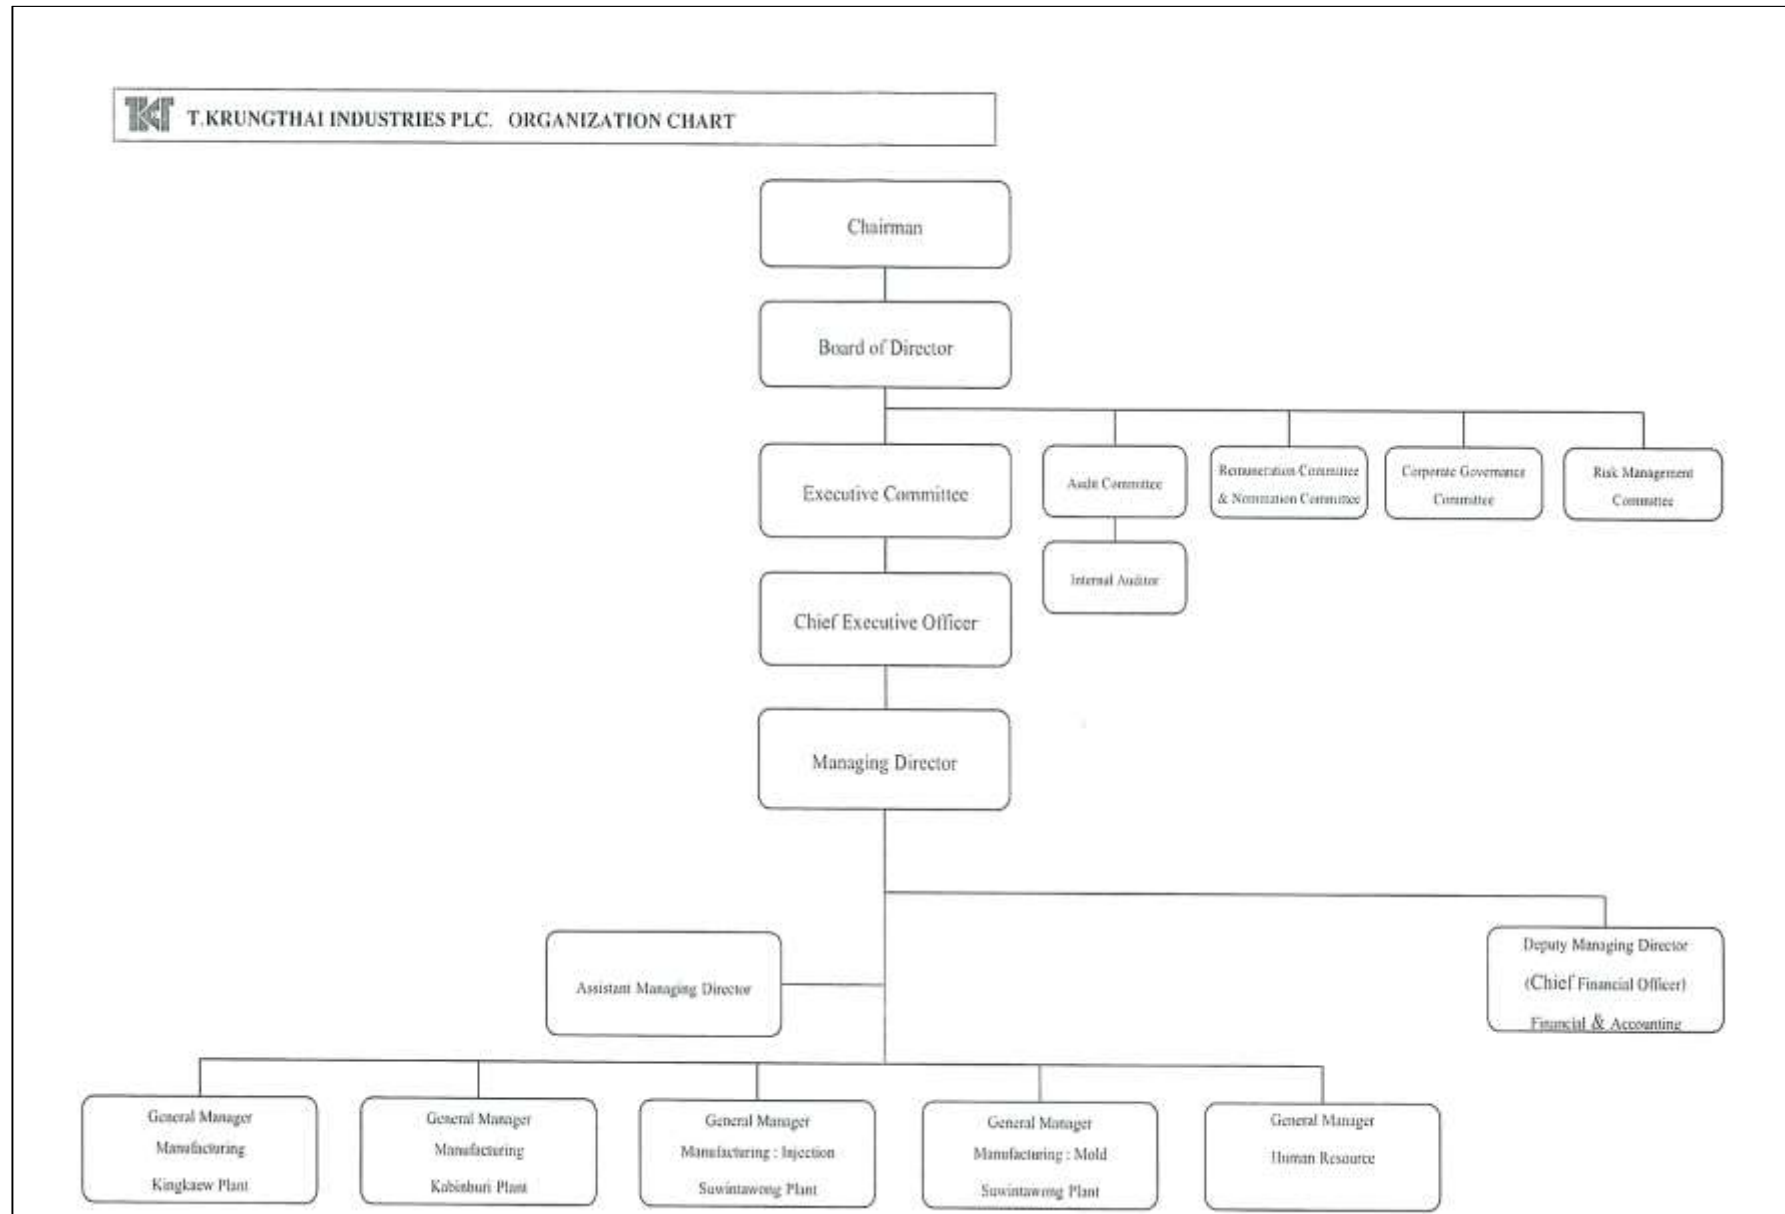 TKT T.KRUNGTHAI INDUSTRIES PLC. ORGANIZATION CHART
Chairman
Board of Director
Executive Committee
Audit Committee
Remuneration Committee
& Nomination Committee
Corporate Governance
Committee
Risk Management
Committee
Internal Auditor
Chief Executive Officer
Managing Director
Assistant Managing Director
Deputy Managing Director
(Chief Financial Officer)
Financial & Accounting
General Manager
Manufacturing
Kingkaew Plant
General Manager
Manufacturing
Kabinburi Plant
General Manager
Manufacturing : Injection
Suwintawong Plant
General Manager
Manufacturing : Mold
Suwintawong Plant
General Manager
Human Resource